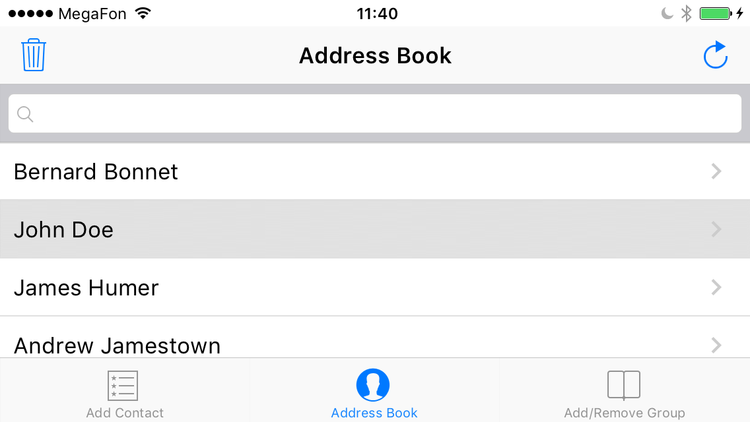 MegaFon 11:40
Address Book
Bernard Bonnet
John Doe
James Humer
Andrew Jamestown
Add Contact Address Book Add/Remove Group